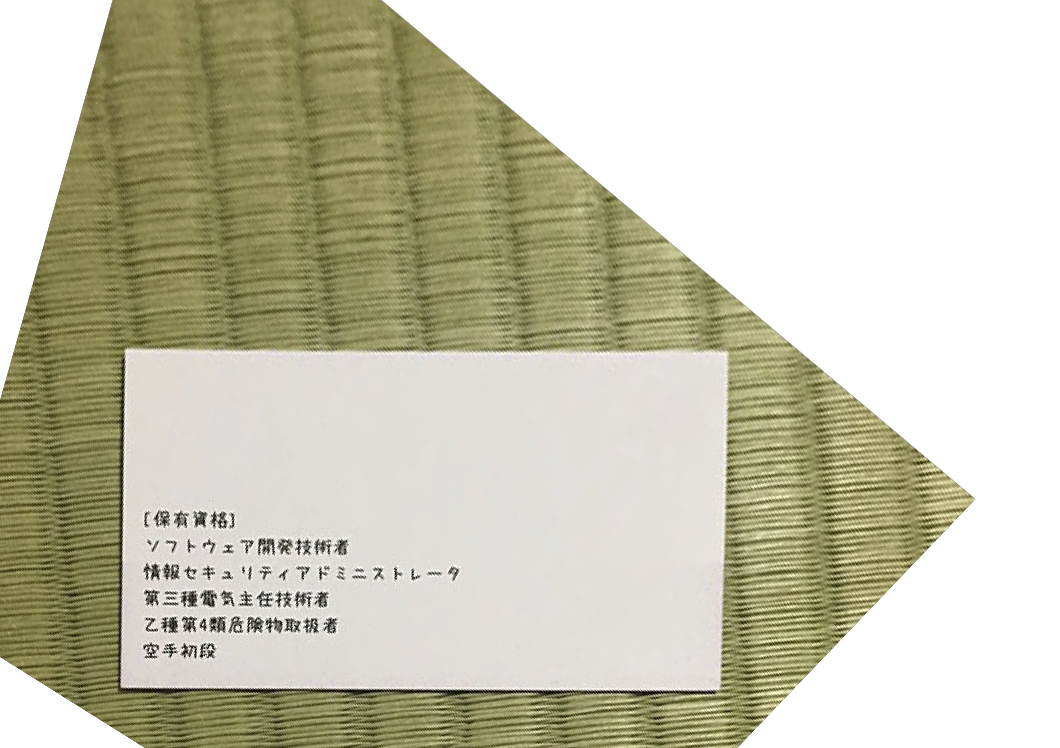 [保有資格]
ソフトウェア開発技術者
情報セキュリティアドミニストレータ
第三種電気主任技術者
乙種第4類危険物取扱者
空手初段